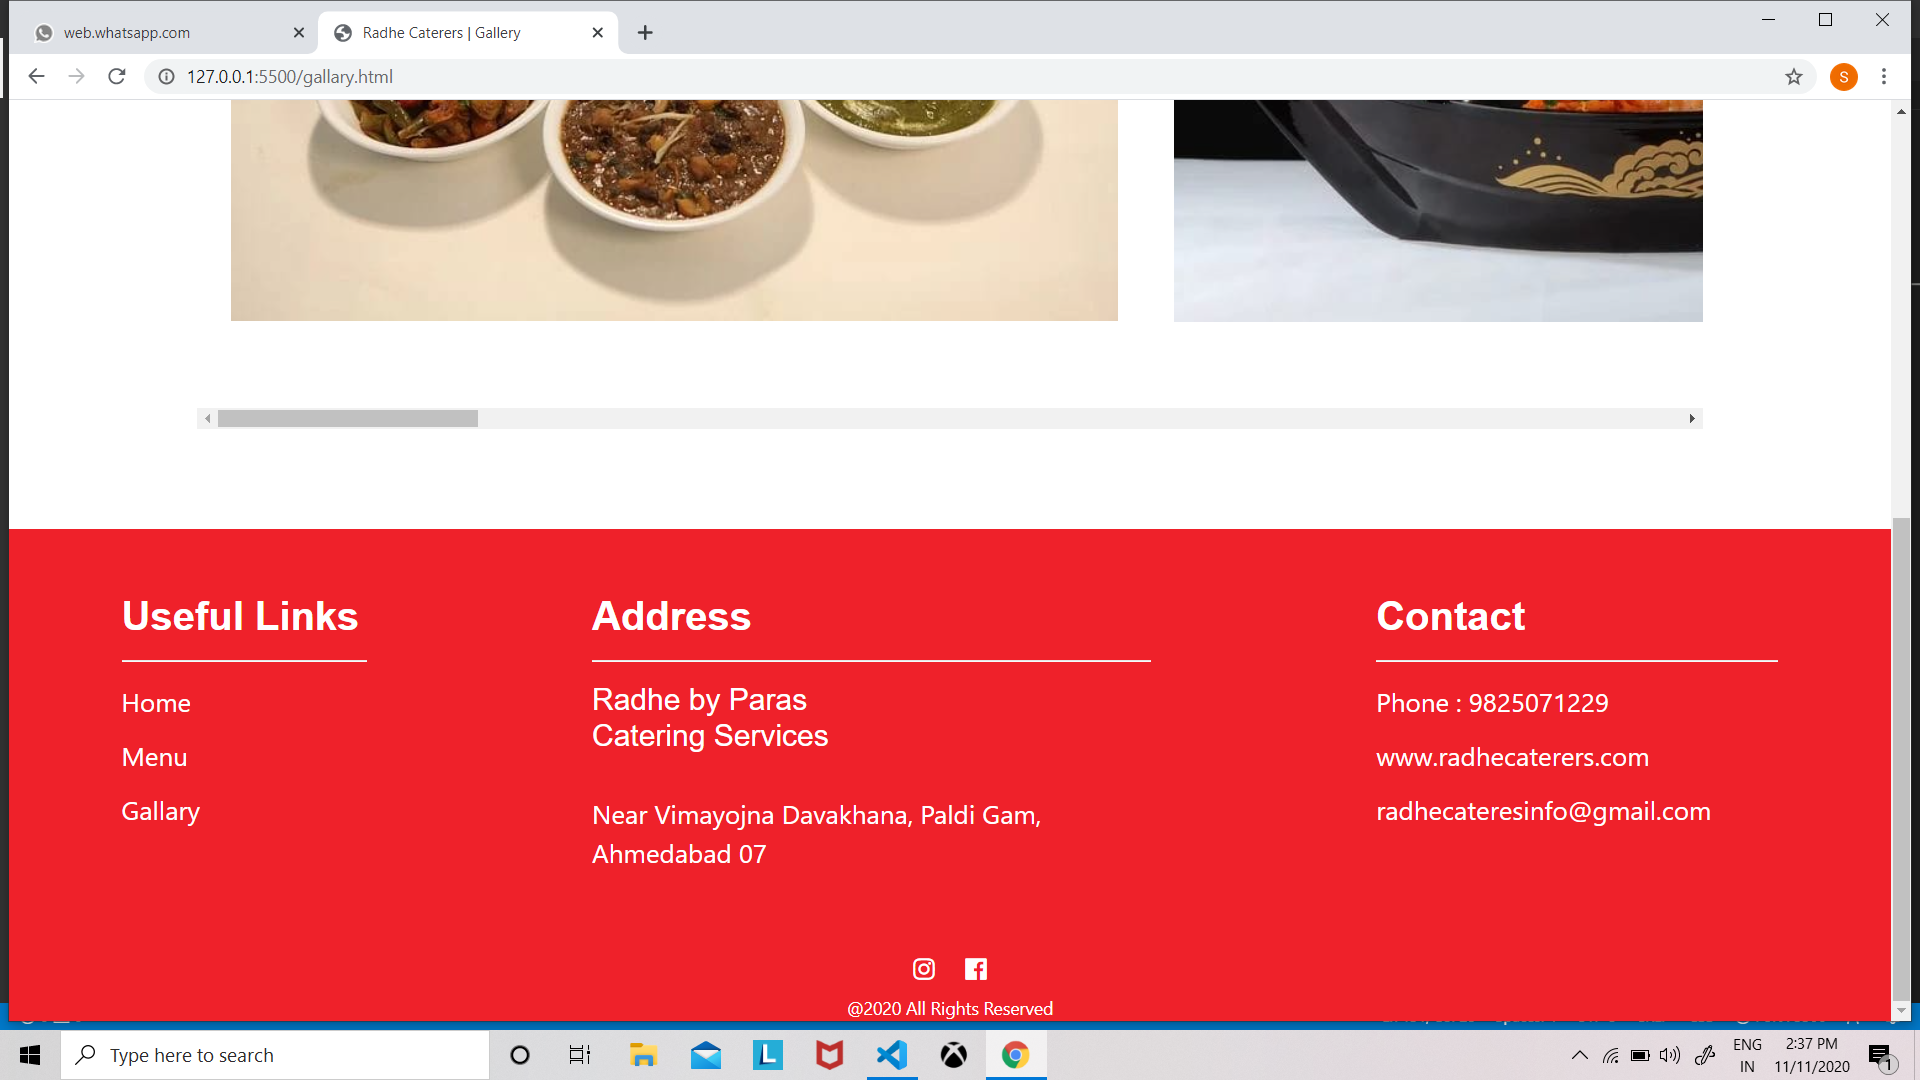 web.whatsapp.com
Radhe Caterers | Gallery
127.0.0.1:5500/gallary.html
S
Useful Links
Home
Menu
Gallary
Address
Radhe by Paras
Catering Services
Near Vimayojna Davakhana, Paldi Gam,
Ahmedabad 07
Contact
Phone : 9825071229
www.radhecaterers.com
radhecateresinfo@gmail.com
@2020 All Rights Reserved
Type here to search
L
ENG
IN
2:37 PM
11/11/2020
1